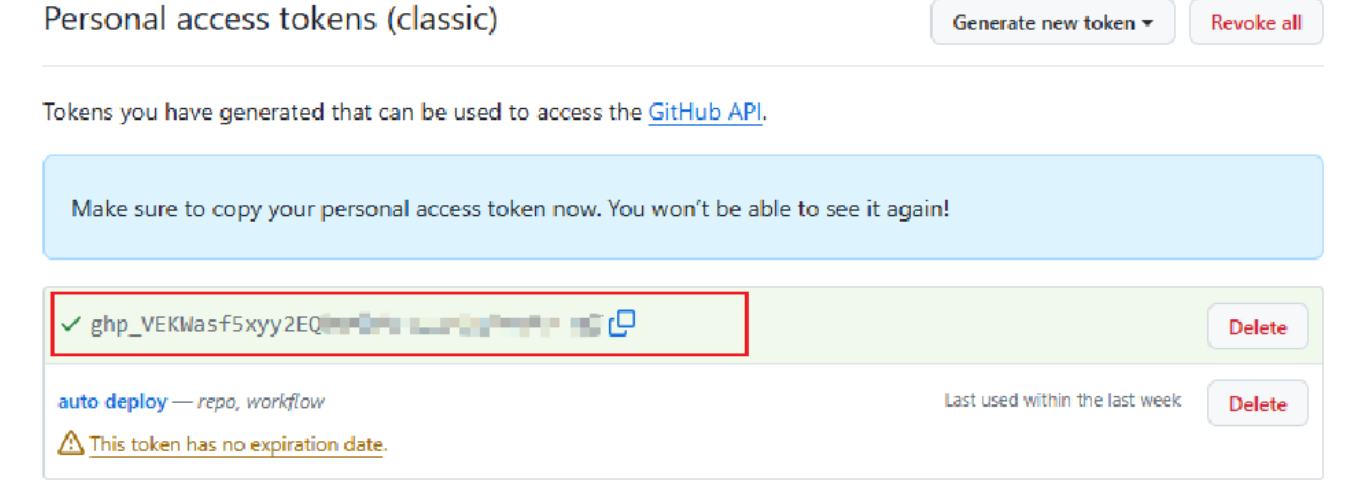 Personal access tokens (classic)
Generate new token
Revoke all
Tokens you have generated that can be used to access the GitHub API.
Make sure to copy your personal access token now. You won't be able to see it again!
ghp_VEKWasf5xyy2EQ
Delete
auto deploy — repo, workflow
Last used within the last week
Delete
This token has no expiration date.